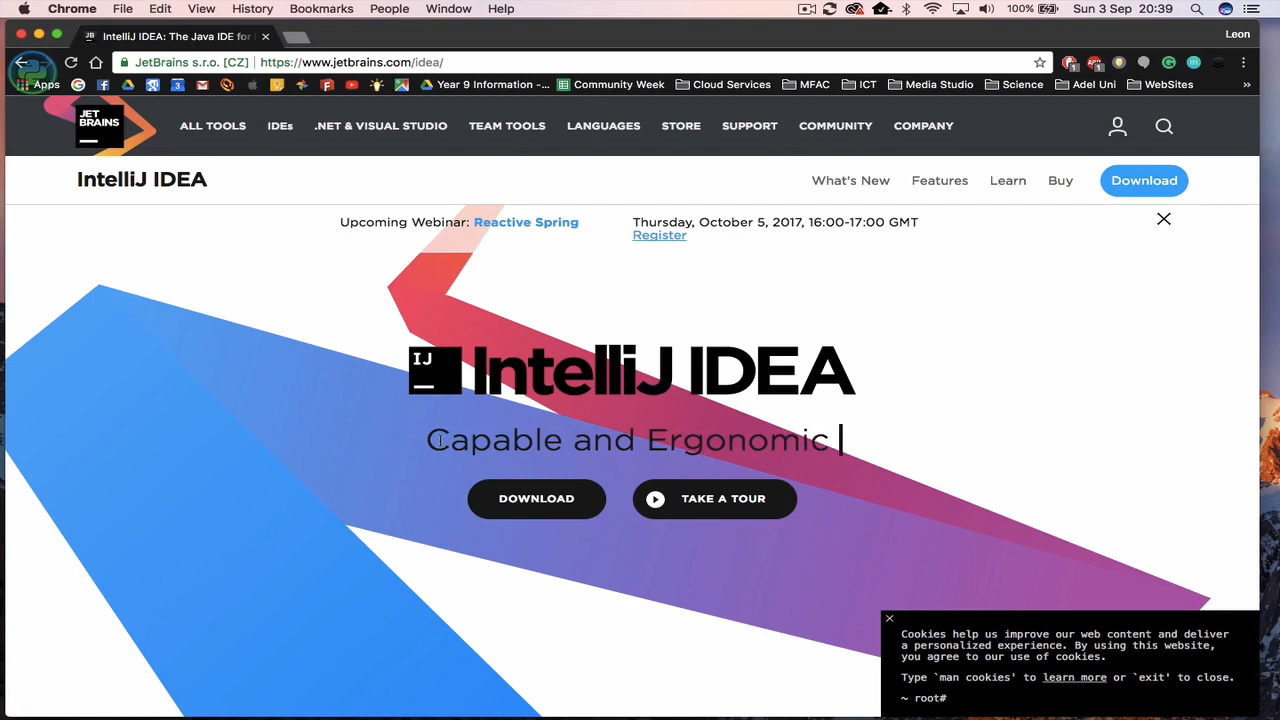 Chrome File Edit View History Bookmarks People Window Help 100% Sun 3 Sep 20:39
IntelliJ IDEA: The Java IDE for Leon
JetBrains s.r.o. [CZ] https://www.jetbrains.com/idea/
Apps Year 9 Information -... Community Week Cloud Services MFAC ICT Media Studio Science Adel Uni WebSites »
JET BRAINS
ALL TOOLS IDEs .NET & VISUAL STUDIO TEAM TOOLS LANGUAGES STORE SUPPORT COMMUNITY COMPANY
IntelliJ IDEA What's New Features Learn Buy Download
Upcoming Webinar: Reactive Spring Thursday, October 5, 2017, 16:00-17:00 GMT
Register
IJ IntelliJ IDEA
Capable and Ergonomic
DOWNLOAD TAKE A TOUR
Cookies help us improve our web content and deliver
a personalized experience. By using this website,
you agree to our use of cookies.
Type `man cookies' to learn more or `exit' to close.
~ root#